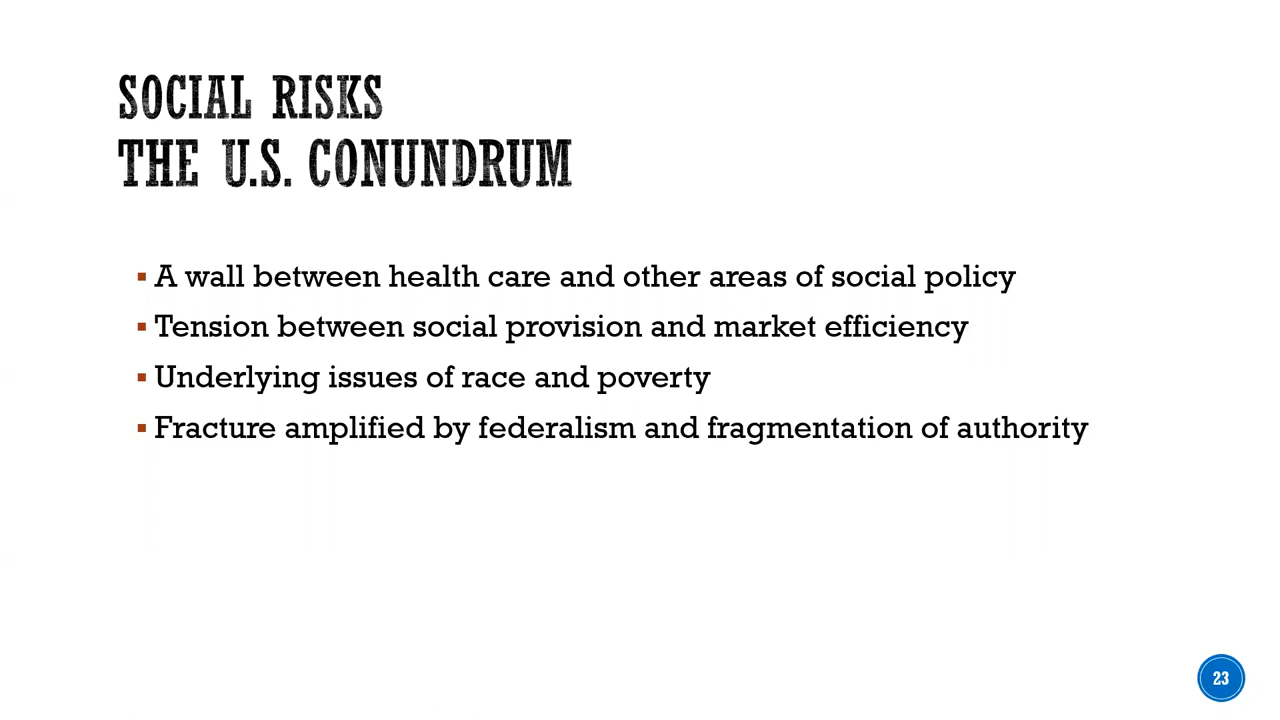 SOCIAL RISKS
THE U.S. CONUNDRUM
▪ A wall between health care and other areas of social policy
▪ Tension between social provision and market efficiency
▪ Underlying issues of race and poverty
▪ Fracture amplified by federalism and fragmentation of authority
23